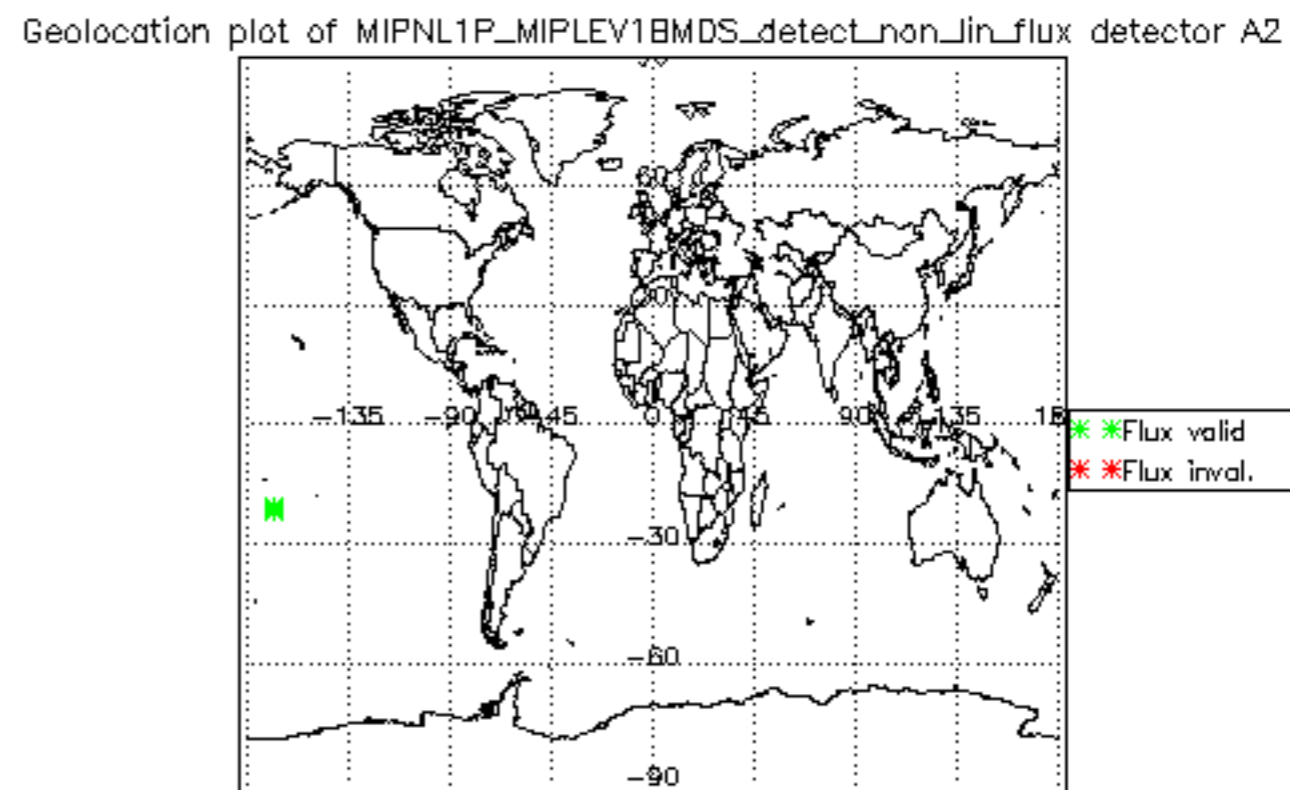 Geolocation plot of MIPNL1P_MIPLEV1BMDS_detect_non_lin_flux detector A2
60
-135 -90 -45 0 45 90 135
Flux valid
Flux inval.
-30
-60
-90